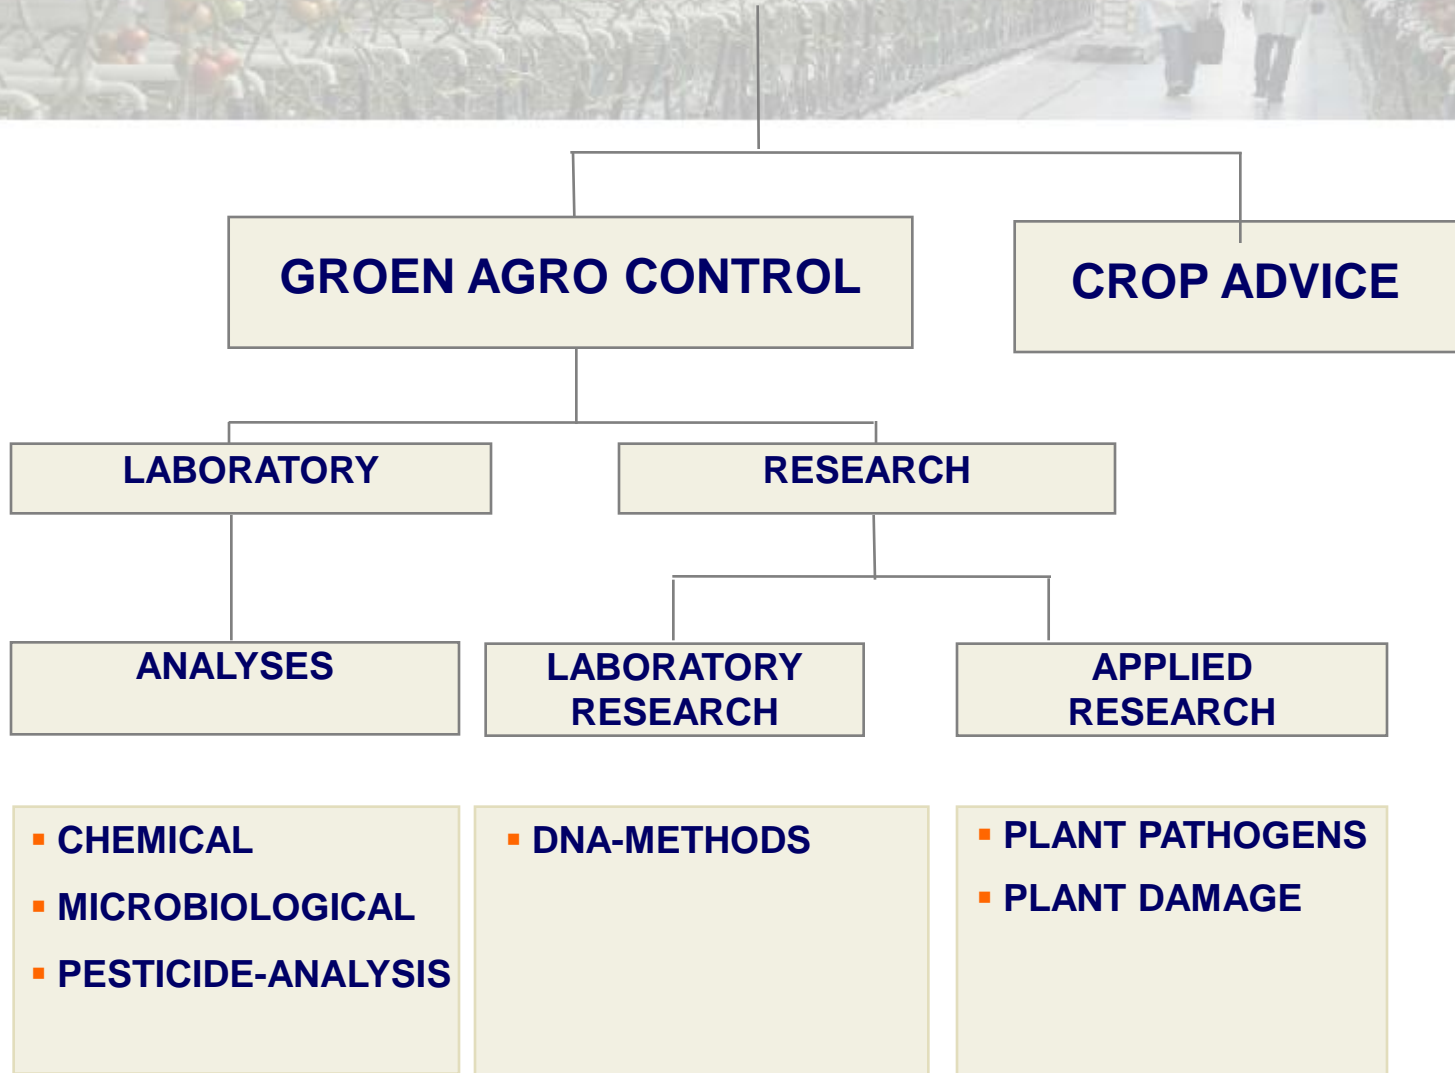 GROEN AGRO CONTROL
CROP ADVICE
LABORATORY
RESEARCH
ANALYSES
LABORATORY
RESEARCH
APPLIED
RESEARCH
▪ CHEMICAL
▪ MICROBIOLOGICAL
▪ PESTICIDE-ANALYSIS
▪ DNA-METHODS
▪ PLANT PATHOGENS
▪ PLANT DAMAGE